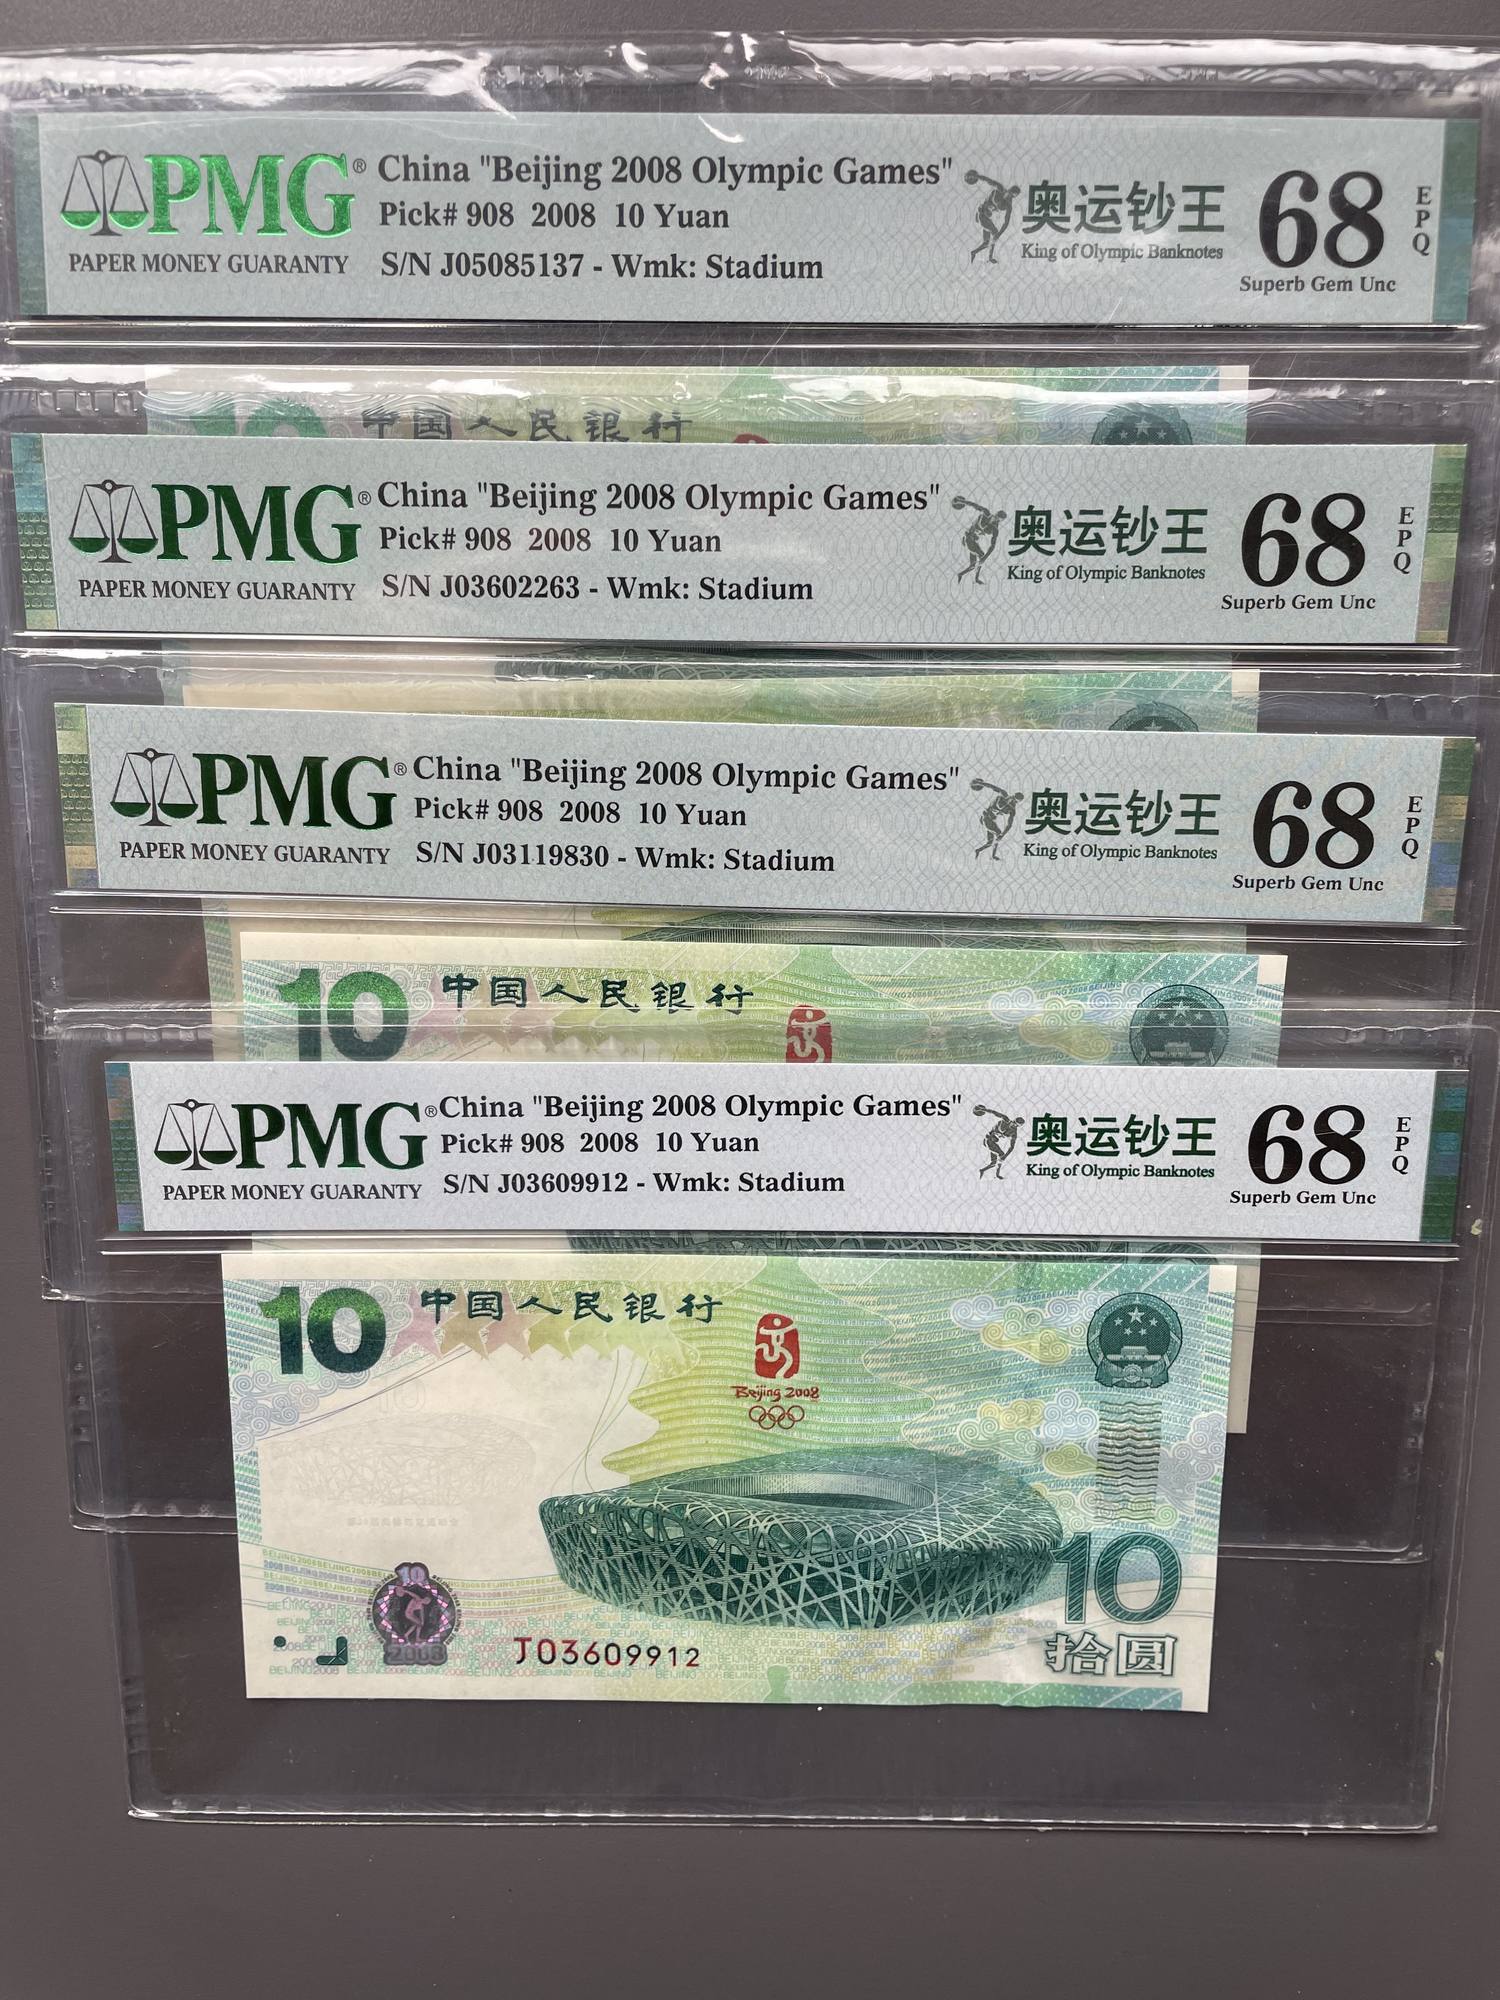 PMG® China "Beijing 2008 Olympic Games" 奥运钞王 68 EPQ
Pick# 908 2008 10 Yuan King of Olympic Banknotes
PAPER MONEY GUARANTY S/N J05085137 - Wmk: Stadium Superb Gem Unc
10 中国人民银行
PMG® China "Beijing 2008 Olympic Games" 奥运钞王 68 EPQ
Pick# 908 2008 10 Yuan King of Olympic Banknotes
PAPER MONEY GUARANTY S/N J03602263 - Wmk: Stadium Superb Gem Unc
PMG® China "Beijing 2008 Olympic Games" 奥运钞王 68 EPQ
Pick# 908 2008 10 Yuan King of Olympic Banknotes
PAPER MONEY GUARANTY S/N J03119830 - Wmk: Stadium Superb Gem Unc
10 中国人民银行
PMG® China "Beijing 2008 Olympic Games" 奥运钞王 68 EPQ
Pick# 908 2008 10 Yuan King of Olympic Banknotes
PAPER MONEY GUARANTY S/N J03609912 - Wmk: Stadium Superb Gem Unc
10 中国人民银行
Beijing 2008
10
10
2008
J03609912
拾圆